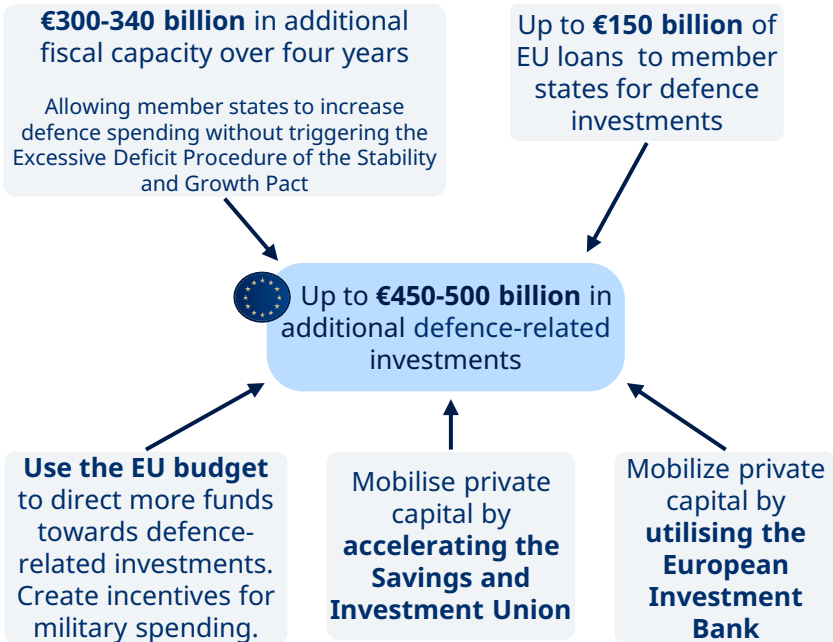 €300-340 billion in additional
fiscal capacity over four years
Allowing member states to increase
defence spending without triggering the
Excessive Deficit Procedure of the Stability
and Growth Pact
Up to €150 billion of
EU loans to member
states for defence
investments
Up to €450-500 billion in
additional defence-related
investments
Use the EU budget
to direct more funds
towards defence-
related investments.
Create incentives for
military spending.
Mobilise private
capital by
accelerating the
Savings and
Investment Union
Mobilize private
capital by
utilising the
European
Investment
Bank